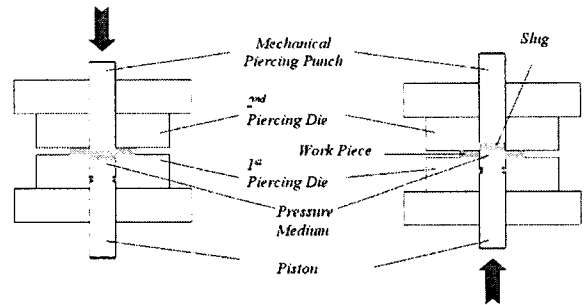 Mechanical
Piercing Punch
Slug
2nd
Piercing Die
Work Piece
1st
Piercing Die
Pressure
Medium
Piston